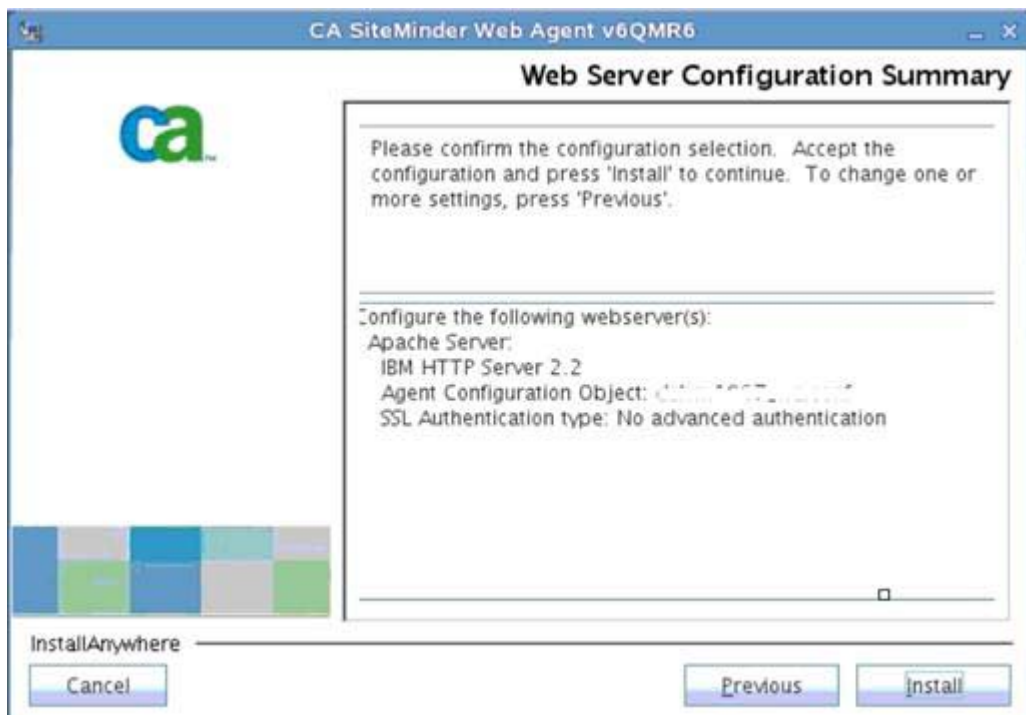 CA SiteMinder Web Agent v6QMR6
Web Server Configuration Summary
ca
Please confirm the configuration selection. Accept the
configuration and press 'Install' to continue. To change one or
more settings, press 'Previous'.
Configure the following webserver(s):
Apache Server:
IBM HTTP Server 2.2
Agent Configuration Object:
SSL Authentication type: No advanced authentication
InstallAnywhere
Cancel
Previous
Install